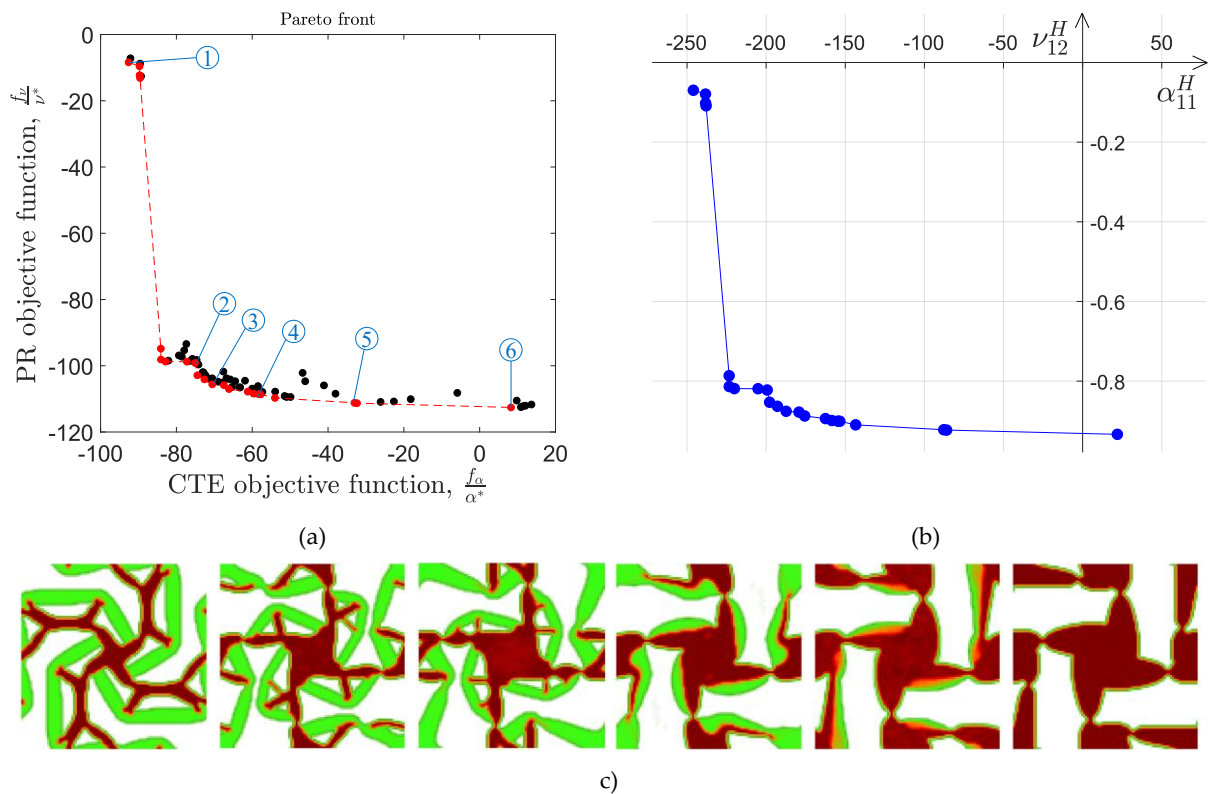 Pareto front
0
-20
-40
-60
-80
-100
-120
PR objective function, f_ν/ν*
-100 -80 -60 -40 -20 0 20
CTE objective function, f_α/α*
1
2
3
4
5
6
(a)
-250 -200 -150 -100 -50 ν₁₂ᴴ 50
α₁₁ᴴ
-0.2
-0.4
-0.6
-0.8
(b)
c)